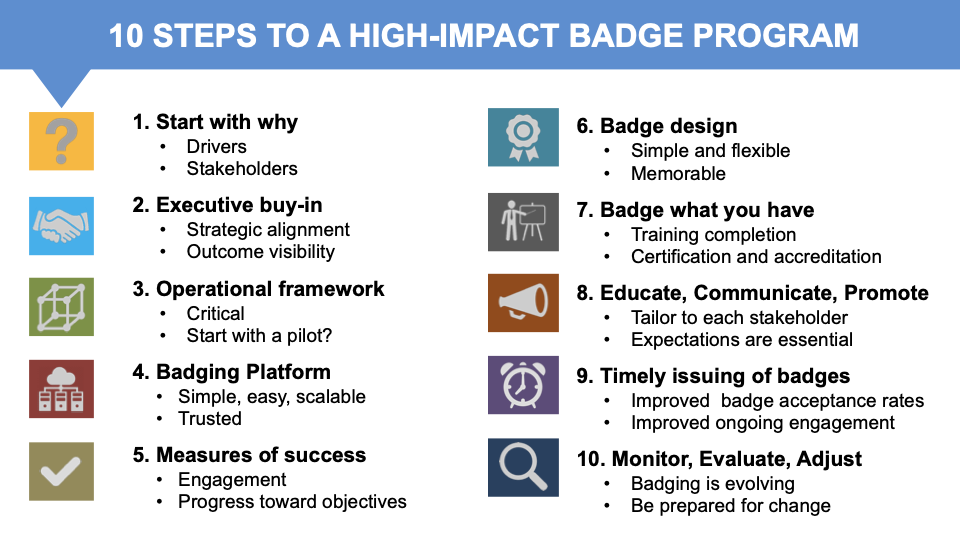 10 STEPS TO A HIGH-IMPACT BADGE PROGRAM
1. Start with why
• Drivers
• Stakeholders
2. Executive buy-in
• Strategic alignment
• Outcome visibility
3. Operational framework
• Critical
• Start with a pilot?
4. Badging Platform
• Simple, easy, scalable
• Trusted
5. Measures of success
• Engagement
• Progress toward objectives
6. Badge design
• Simple and flexible
• Memorable
7. Badge what you have
• Training completion
• Certification and accreditation
8. Educate, Communicate, Promote
• Tailor to each stakeholder
• Expectations are essential
9. Timely issuing of badges
• Improved  badge acceptance rates
• Improved ongoing engagement
10. Monitor, Evaluate, Adjust
• Badging is evolving
• Be prepared for change